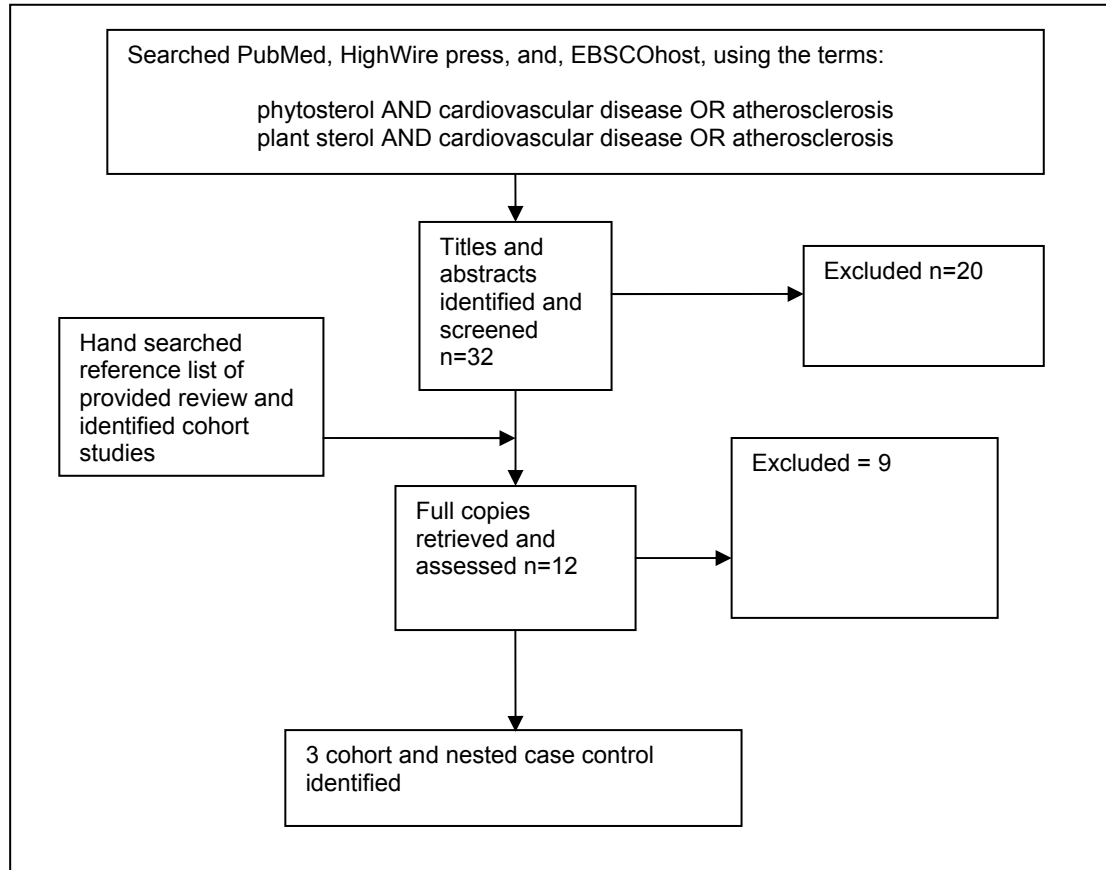 Searched PubMed, HighWire press, and, EBSCOhost, using the terms:
phytosterol AND cardiovascular disease OR atherosclerosis
plant sterol AND cardiovascular disease OR atherosclerosis
Titles and
abstracts
identified and
screened
n=32
Excluded n=20
Hand searched
reference list of
provided review and
identified cohort
studies
Excluded = 9
Full copies
retrieved and
assessed n=12
3 cohort and nested case control
identified